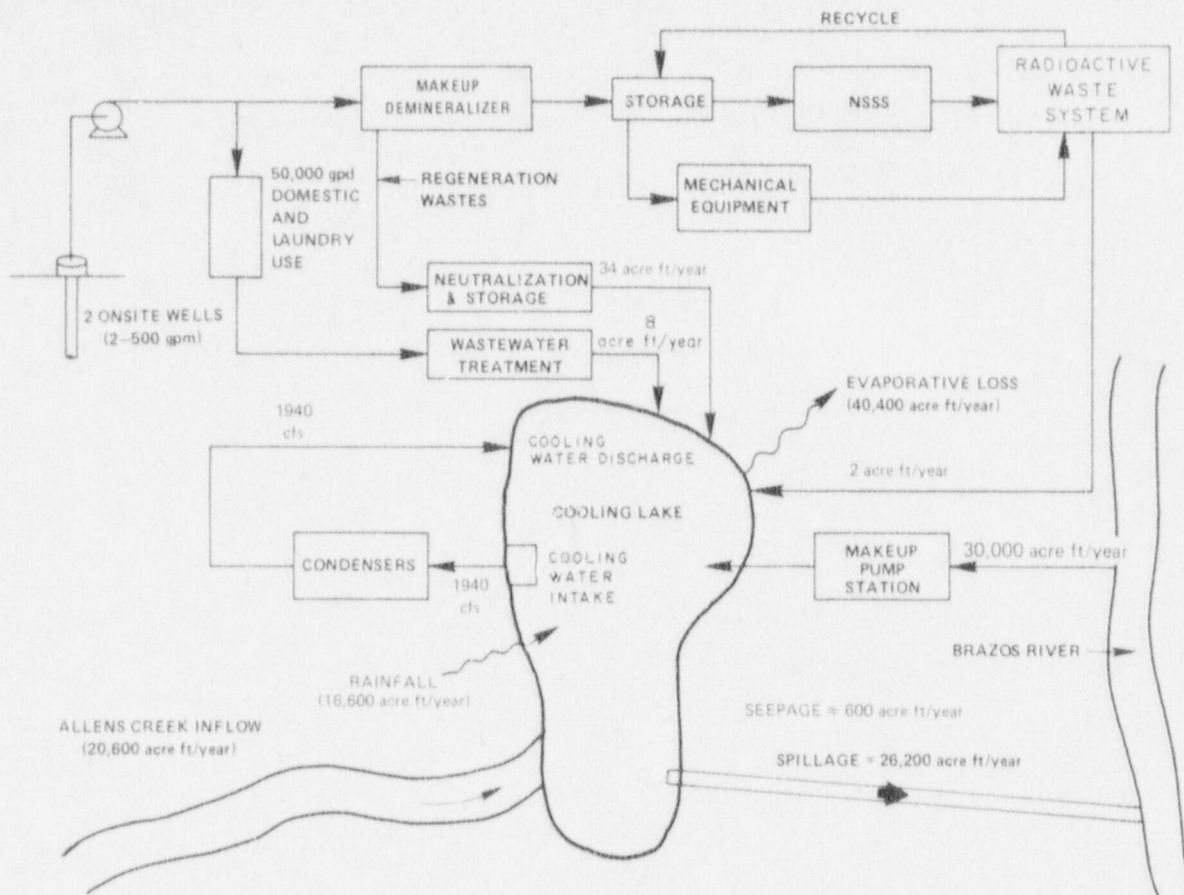 RECYCLE
MAKEUP
DEMINERALIZER
STORAGE
NSSS
RADIOACTIVE
WASTE
SYSTEM
50,000 gpd
DOMESTIC
AND
LAUNDRY
USE
REGENERATION
WASTES
MECHANICAL
EQUIPMENT
2 ONSITE WELLS
(2-500 gpm)
NEUTRALIZATION
& STORAGE
34 acre ft/year
WASTEWATER
TREATMENT
8
acre ft/year
EVAPORATIVE LOSS
(40,400 acre ft/year)
1940
cfs
COOLING
WATER DISCHARGE
2 acre ft/year
COOLING LAKE
CONDENSERS
1940
cfs
COOLING
WATER
INTAKE
MAKEUP
PUMP
STATION
30,000 acre ft/year
BRAZOS RIVER
RAINFALL
(16,600 acre ft/year)
SEEPAGE ≈ 600 acre ft/year
ALLENS CREEK INFLOW
(20,600 acre ft/year)
SPILLAGE ≈ 26,200 acre ft/year